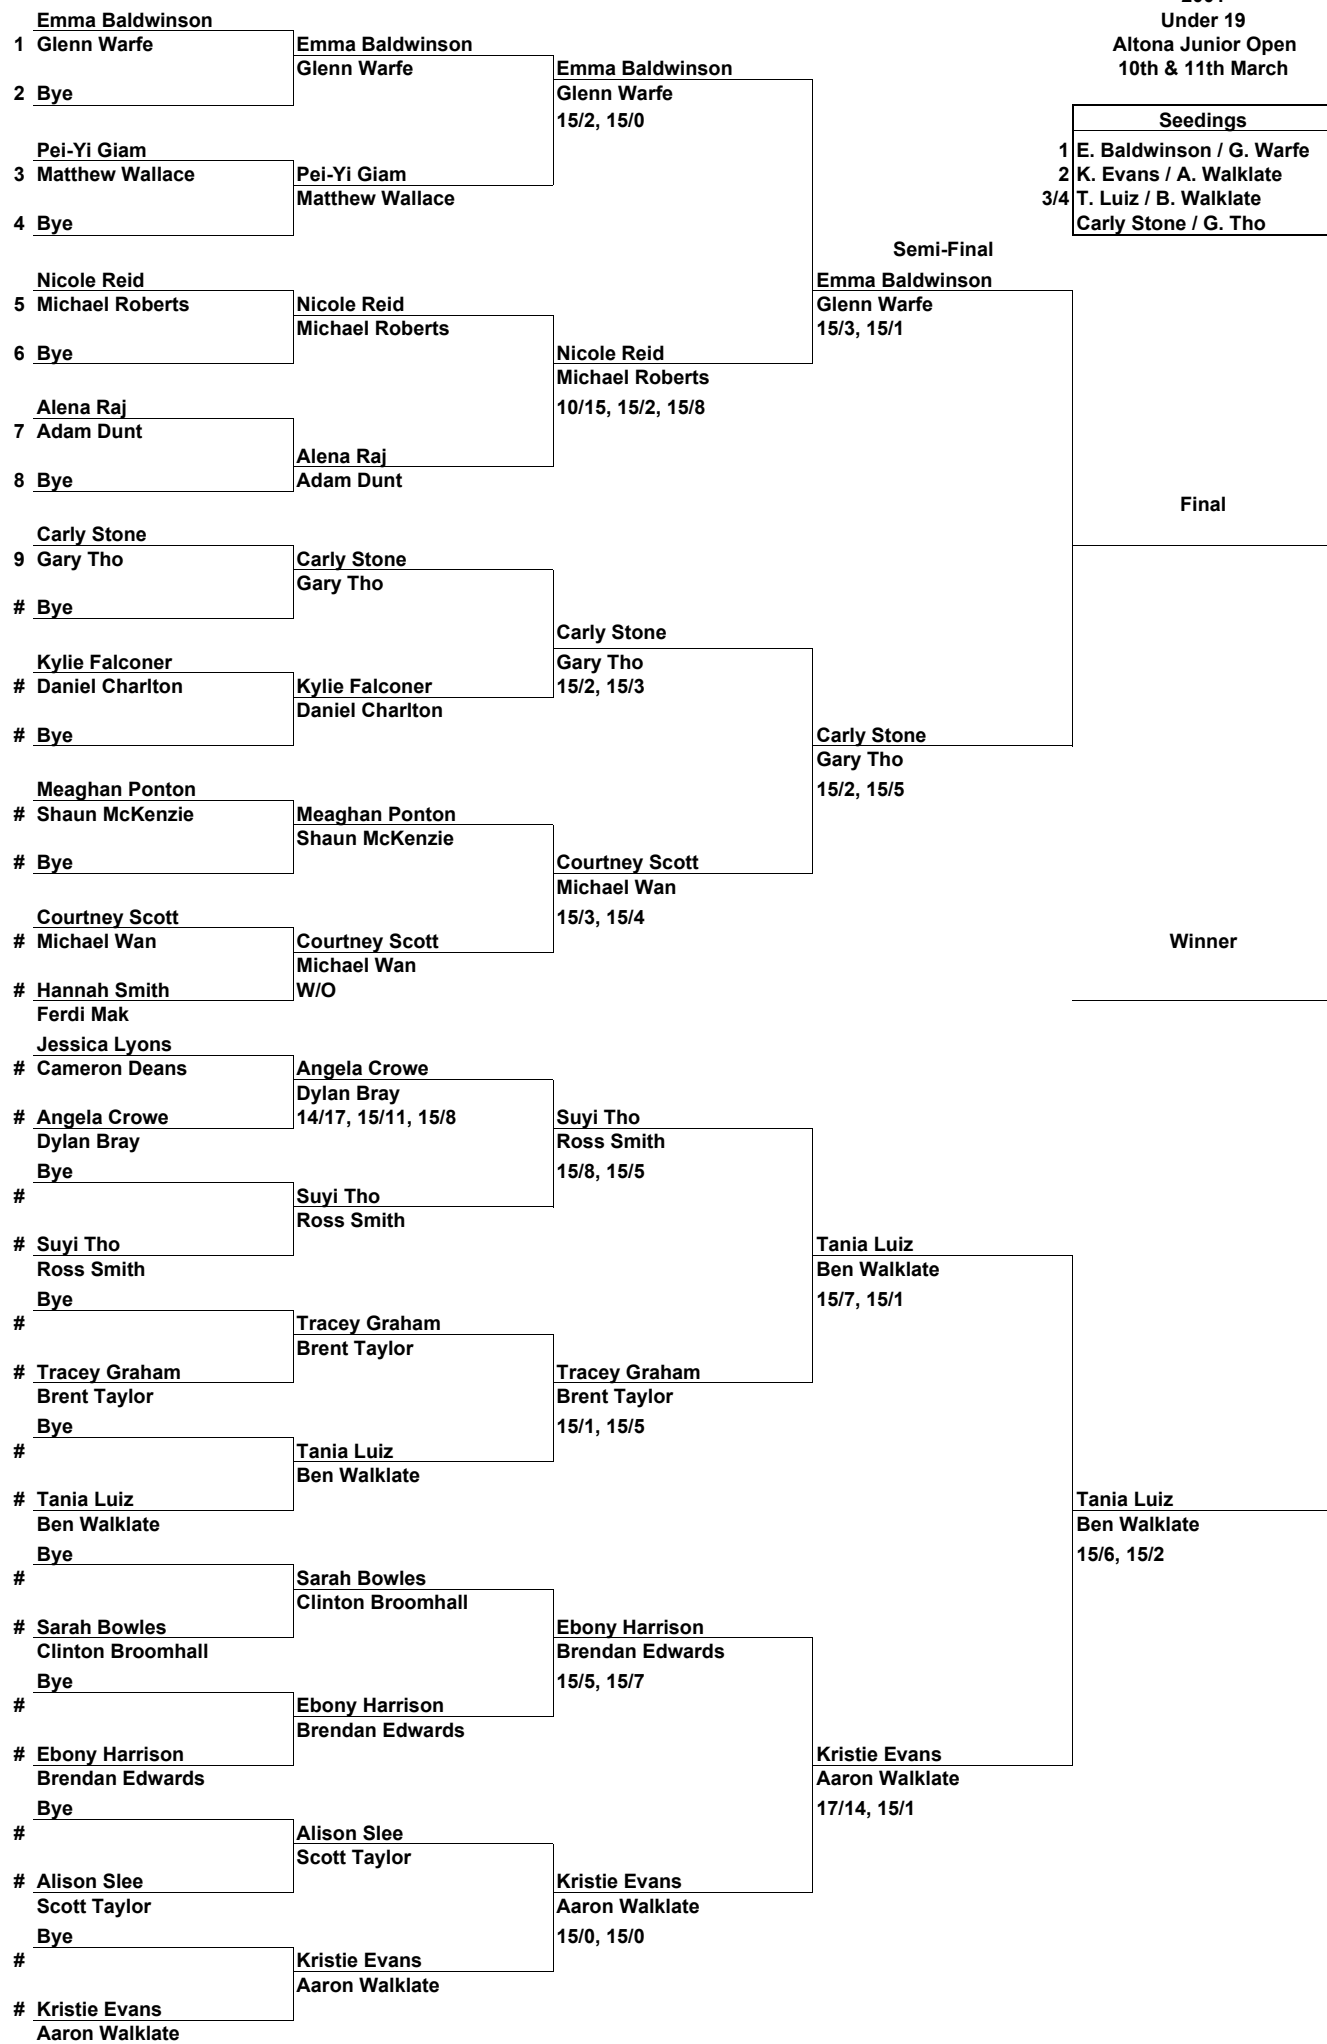 Under 19
Altona Junior Open
10th & 11th March
Seedings
1 E. Baldwinson / G. Warfe
2 K. Evans / A. Walklate
3/4 T. Luiz / B. Walklate
Carly Stone / G. Tho
Emma Baldwinson
1 Glenn Warfe
2 Bye
Pei-Yi Giam
3 Matthew Wallace
4 Bye
Nicole Reid
5 Michael Roberts
6 Bye
Alena Raj
7 Adam Dunt
8 Bye
Carly Stone
9 Gary Tho
# Bye
Kylie Falconer
# Daniel Charlton
# Bye
Meaghan Ponton
# Shaun McKenzie
# Bye
Courtney Scott
# Michael Wan
# Hannah Smith
Ferdi Mak
Jessica Lyons
# Cameron Deans
# Angela Crowe
Dylan Bray
Bye
#
# Suyi Tho
Ross Smith
Bye
#
# Tracey Graham
Brent Taylor
Bye
#
# Tania Luiz
Ben Walklate
Bye
#
# Sarah Bowles
Clinton Broomhall
Bye
#
# Ebony Harrison
Brendan Edwards
Bye
#
# Alison Slee
Scott Taylor
Bye
#
# Kristie Evans
Aaron Walklate
Emma Baldwinson
Glenn Warfe
Pei-Yi Giam
Matthew Wallace
Nicole Reid
Michael Roberts
Alena Raj
Adam Dunt
Carly Stone
Gary Tho
Kylie Falconer
Daniel Charlton
Meaghan Ponton
Shaun McKenzie
Courtney Scott
Michael Wan
W/O
Angela Crowe
Dylan Bray
14/17, 15/11, 15/8
Suyi Tho
Ross Smith
Tracey Graham
Brent Taylor
Tania Luiz
Ben Walklate
Sarah Bowles
Clinton Broomhall
Ebony Harrison
Brendan Edwards
Alison Slee
Scott Taylor
Kristie Evans
Aaron Walklate
Emma Baldwinson
Glenn Warfe
15/2, 15/0
Nicole Reid
Michael Roberts
10/15, 15/2, 15/8
Carly Stone
Gary Tho
15/2, 15/3
Courtney Scott
Michael Wan
15/3, 15/4
Suyi Tho
Ross Smith
15/8, 15/5
Tracey Graham
Brent Taylor
15/1, 15/5
Ebony Harrison
Brendan Edwards
15/5, 15/7
Kristie Evans
Aaron Walklate
15/0, 15/0
Semi-Final
Emma Baldwinson
Glenn Warfe
15/3, 15/1
Carly Stone
Gary Tho
15/2, 15/5
Tania Luiz
Ben Walklate
15/7, 15/1
Kristie Evans
Aaron Walklate
17/14, 15/1
Final
Winner
Tania Luiz
Ben Walklate
15/6, 15/2